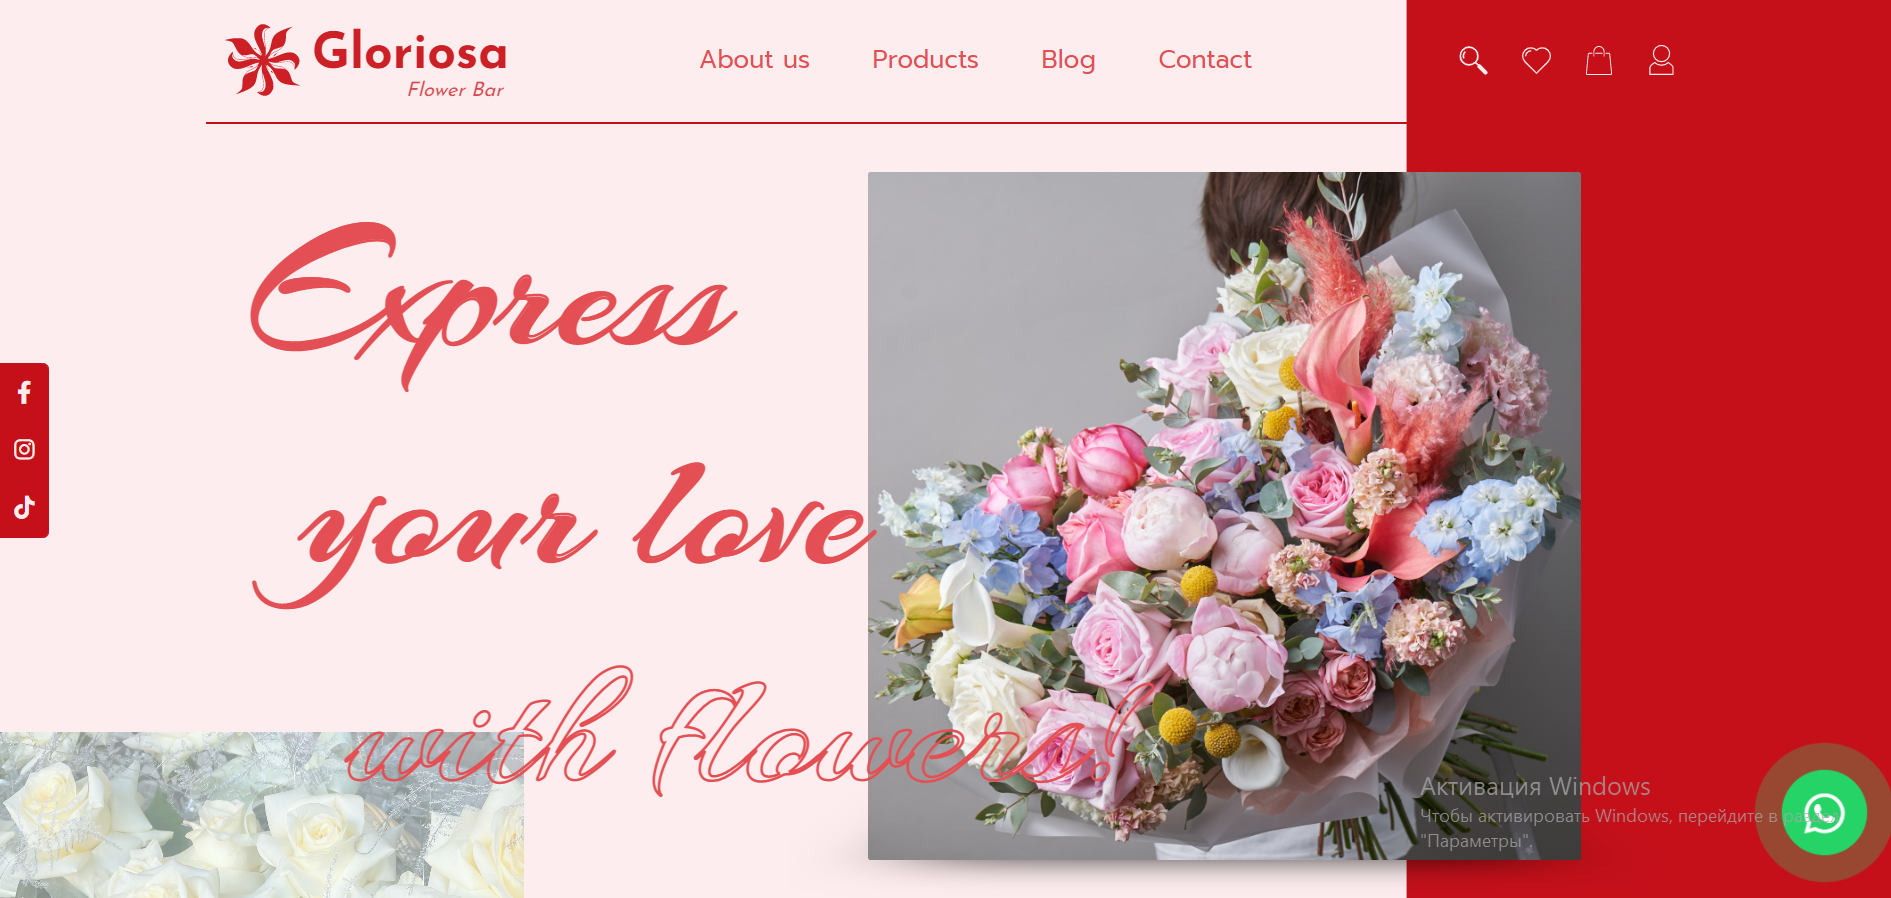 Gloriosa
Flower Bar
About us
Products
Blog
Contact
Express
your love
with flowers!
Активация Windows
Чтобы активировать Windows, перейдите в
"Параметры".